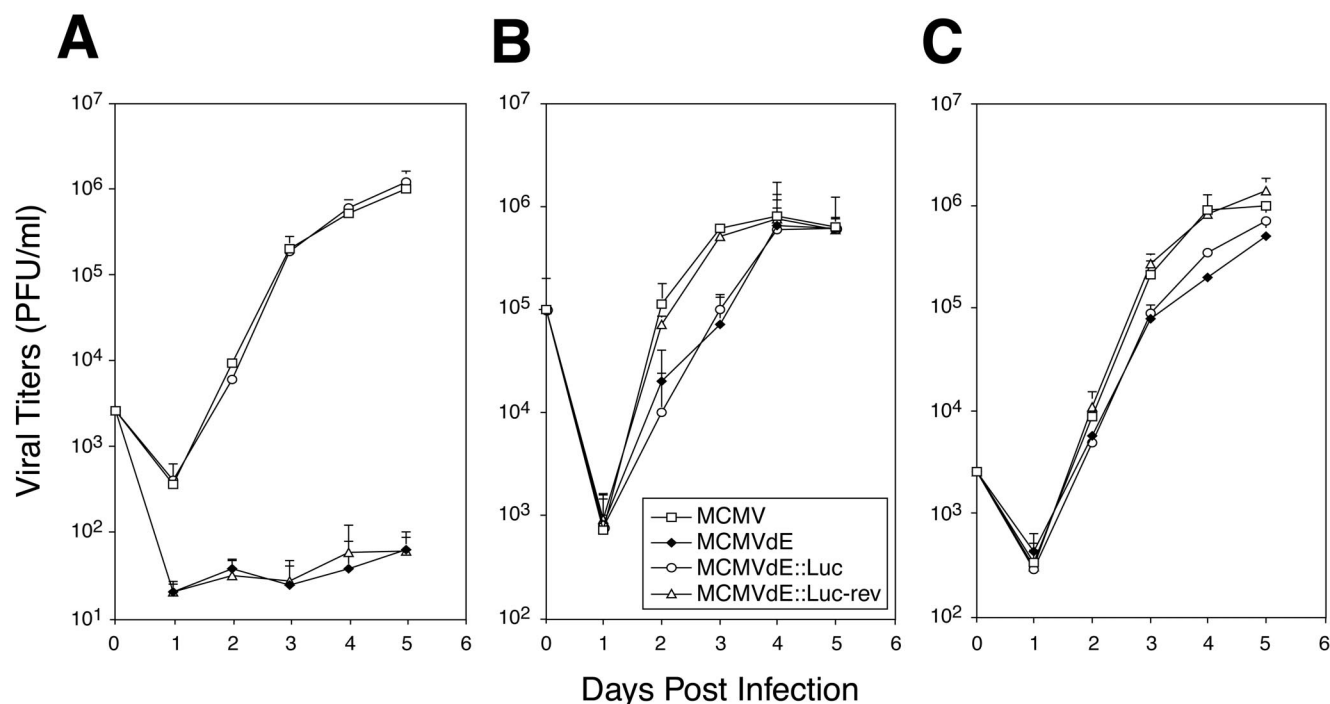 A
B
C
Viral Titers (PFU/ml)
10^7
10^6
10^5
10^4
10^3
10^2
10^1
0 1 2 3 4 5 6
10^7
10^6
10^5
10^4
10^3
10^2
0 1 2 3 4 5 6
MCMV
MCMVdE
MCMVdE::Luc
MCMVdE::Luc-rev
10^7
10^6
10^5
10^4
10^3
10^2
0 1 2 3 4 5 6
Days Post Infection